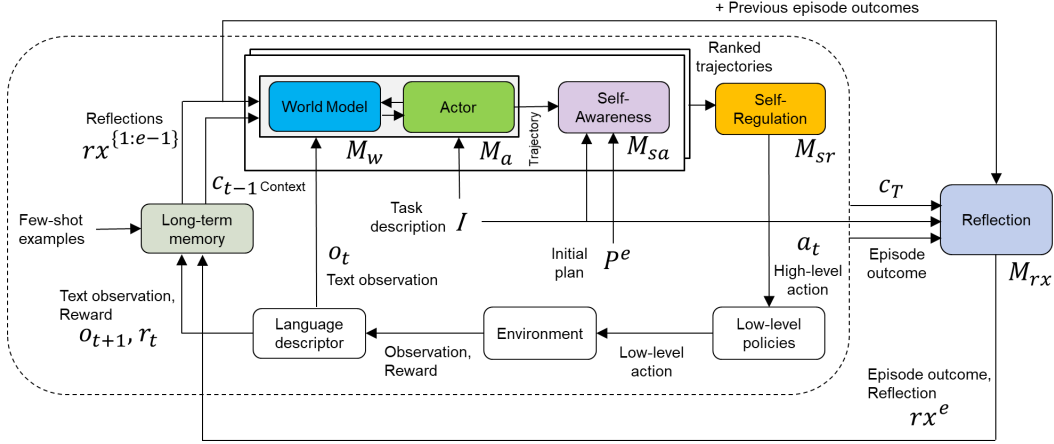 + Previous episode outcomes
Ranked
trajectories
World Model
Actor
Self-
Awareness
Self-
Regulation
Reflections
rx^{1:e−1}
M_w
M_a
Trajectory
M_sa
M_sr
c_{t−1} Context
Few-shot
examples
Long-term
memory
Task
description I
c_T
Reflection
o_t
Text observation
Initial
plan P^e
a_t
High-level
action
Episode
outcome
M_rx
Text observation,
Reward
o_{t+1}, r_t
Language
descriptor
Environment
Low-level
policies
Observation,
Reward
Low-level
action
Episode outcome,
Reflection
rx^e